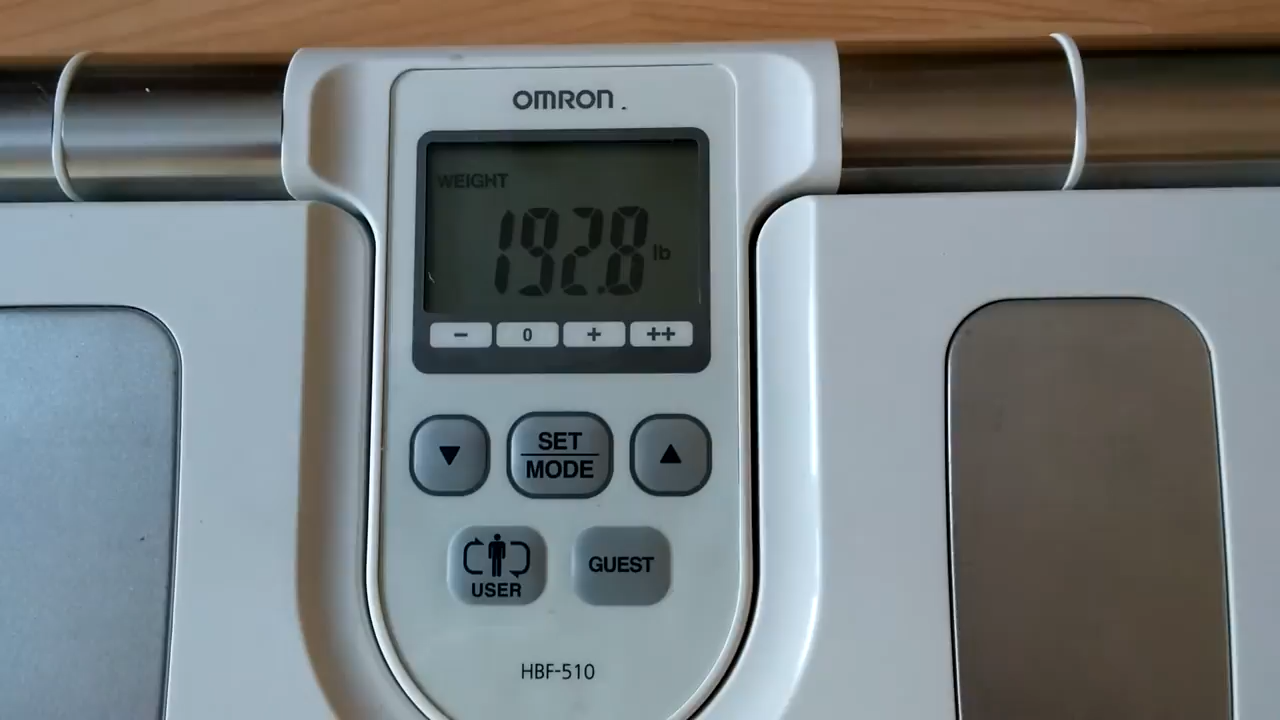 OMRON
WEIGHT
192.8 lb
- 0 + ++
▼ SET ▲
MODE
USER GUEST
HBF-510